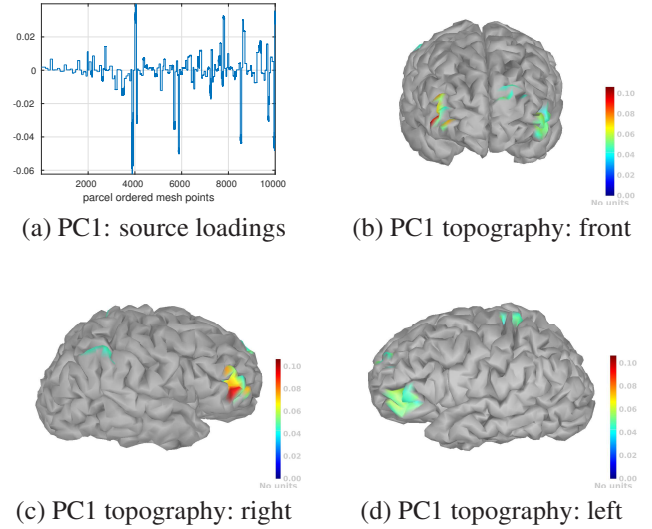 0.02
0
-0.02
-0.04
-0.06
2000 4000 6000 8000 10000
parcel ordered mesh points
0.10
0.08
0.06
0.04
0.02
0.00
No units
(a) PC1: source loadings
(b) PC1 topography: front
0.10
0.08
0.06
0.04
0.02
0.00
No units
0.10
0.08
0.06
0.04
0.02
0.00
No units
(c) PC1 topography: right
(d) PC1 topography: left